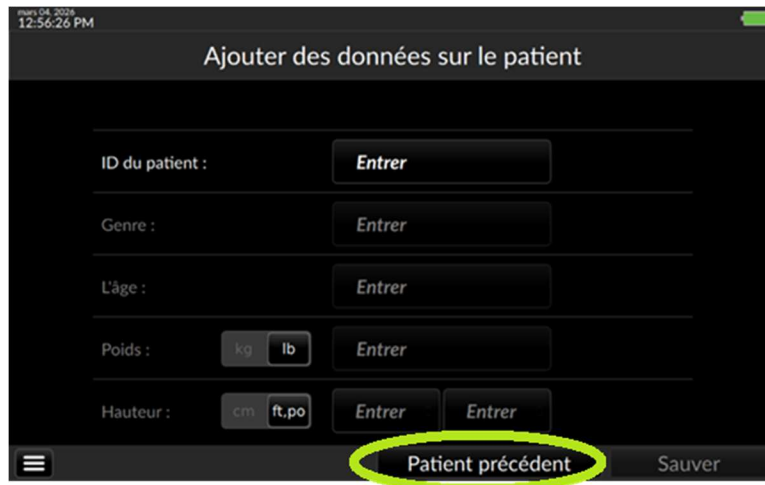 mars 04, 2026
12:56:26 PM
Ajouter des données sur le patient
ID du patient : Entrer
Genre : Entrer
L'âge : Entrer
Poids : kg lb Entrer
Hauteur : cm ft,po Entrer Entrer
Patient précédent Sauver